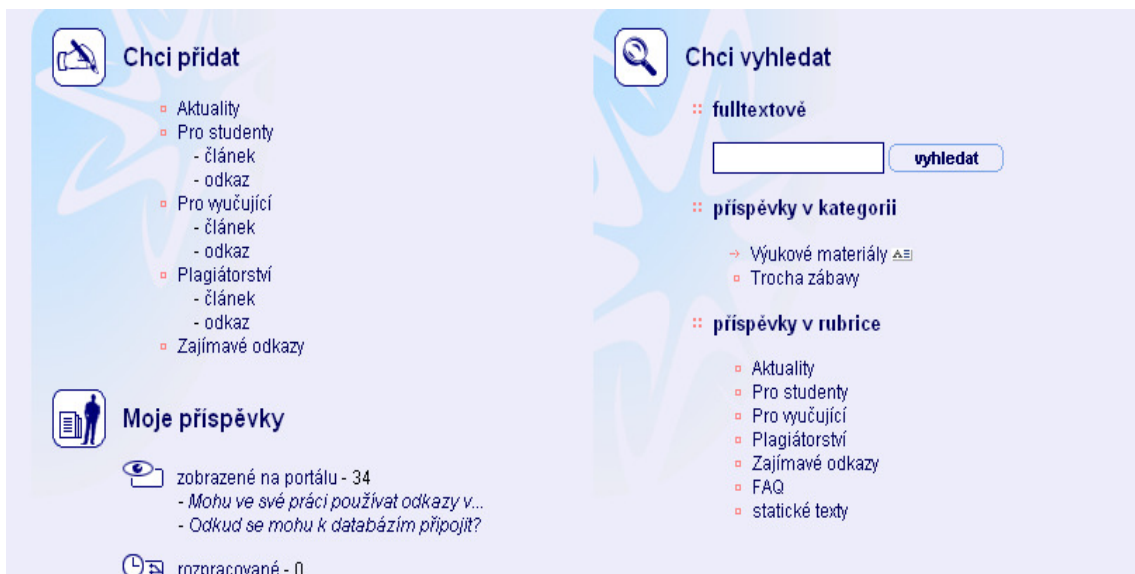 Chci přidat
Aktuality
Pro studenty
- článek
- odkaz
Pro vyučující
- článek
- odkaz
Plagiátorství
- článek
- odkaz
Zajímavé odkazy
Moje příspěvky
zobrazené na portálu - 34
- Mohu ve své práci používat odkazy v...
- Odkud se mohu k databázím připojit?
rozpracované - 0
Chci vyhledat
fulltextově
vyhledat
příspěvky v kategorii
Výukové materiály
Trocha zábavy
příspěvky v rubrice
Aktuality
Pro studenty
Pro vyučující
Plagiátorství
Zajímavé odkazy
FAQ
statické texty